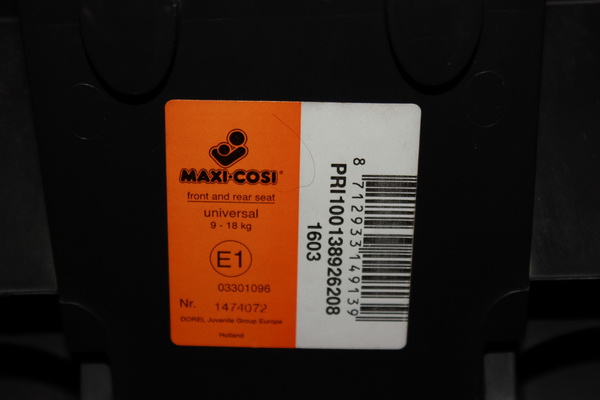 MAXI-COSI®
front and rear seat
universal
9 - 18 kg
E1
03301096
Nr. 1474072
DOREL Juvenile Group Europe
Holland
PRI100138926208
1603
8 712933 149139